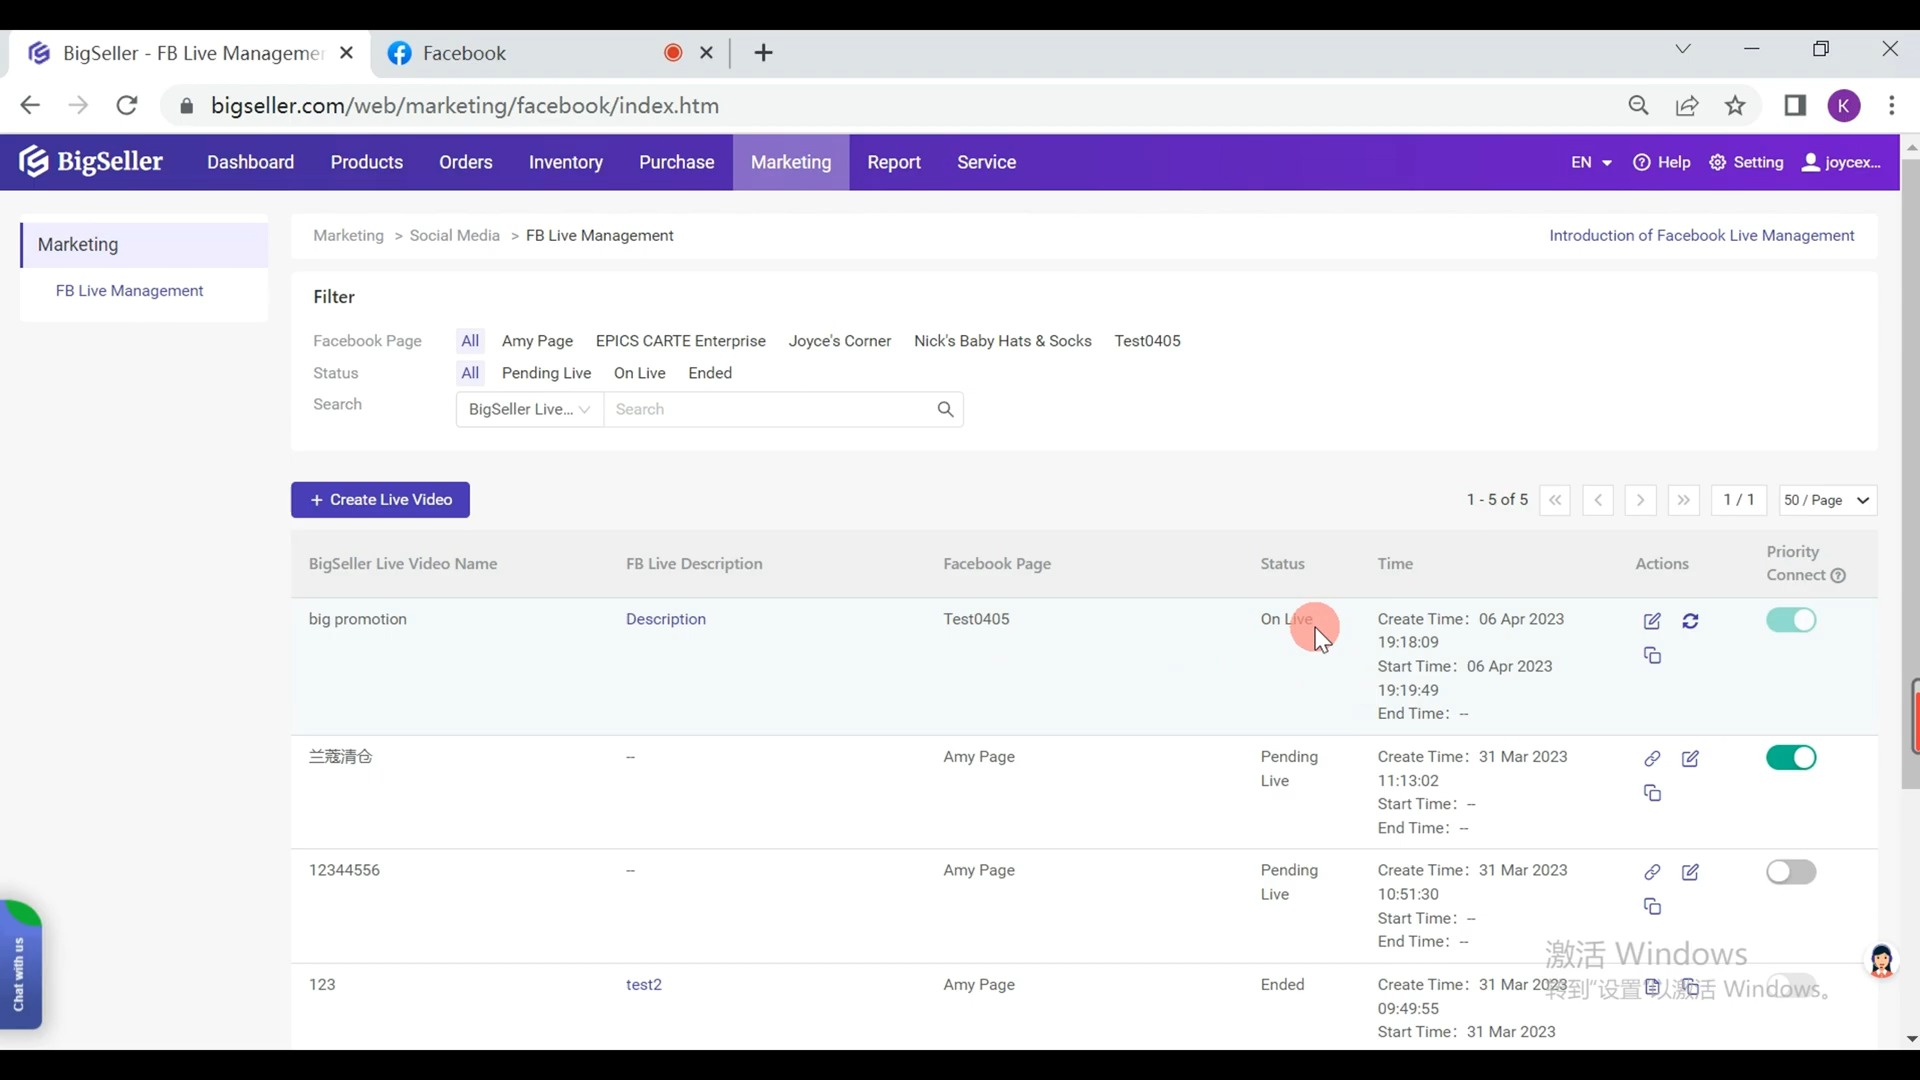 BigSeller - FB Live Managemer
Facebook
bigseller.com/web/marketing/facebook/index.htm
K
BigSeller Dashboard Products Orders Inventory Purchase Marketing Report Service EN Help Setting joycex...
Marketing
FB Live Management
Marketing > Social Media > FB Live Management Introduction of Facebook Live Management
Filter
Facebook Page All Amy Page EPICS CARTE Enterprise Joyce's Corner Nick's Baby Hats & Socks Test0405
Status All Pending Live On Live Ended
Search BigSeller Live... Search
+ Create Live Video 1 - 5 of 5 « < > » 1 / 1 50 / Page
BigSeller Live Video Name FB Live Description Facebook Page Status Time Actions Priority
Connect
big promotion Description Test0405 On Live Create Time: 06 Apr 2023
19:18:09
Start Time: 06 Apr 2023
19:19:49
End Time: --
兰蔻清仓 -- Amy Page Pending Create Time: 31 Mar 2023
Live 11:13:02
Start Time: --
End Time: --
12344556 -- Amy Page Pending Create Time: 31 Mar 2023
Live 10:51:30
Start Time: --
End Time: --
123 test2 Amy Page Ended Create Time: 31 Mar 2023
09:49:55
Start Time: 31 Mar 2023
激活 Windows
转到"设置"以激活 Windows。
Chat with us